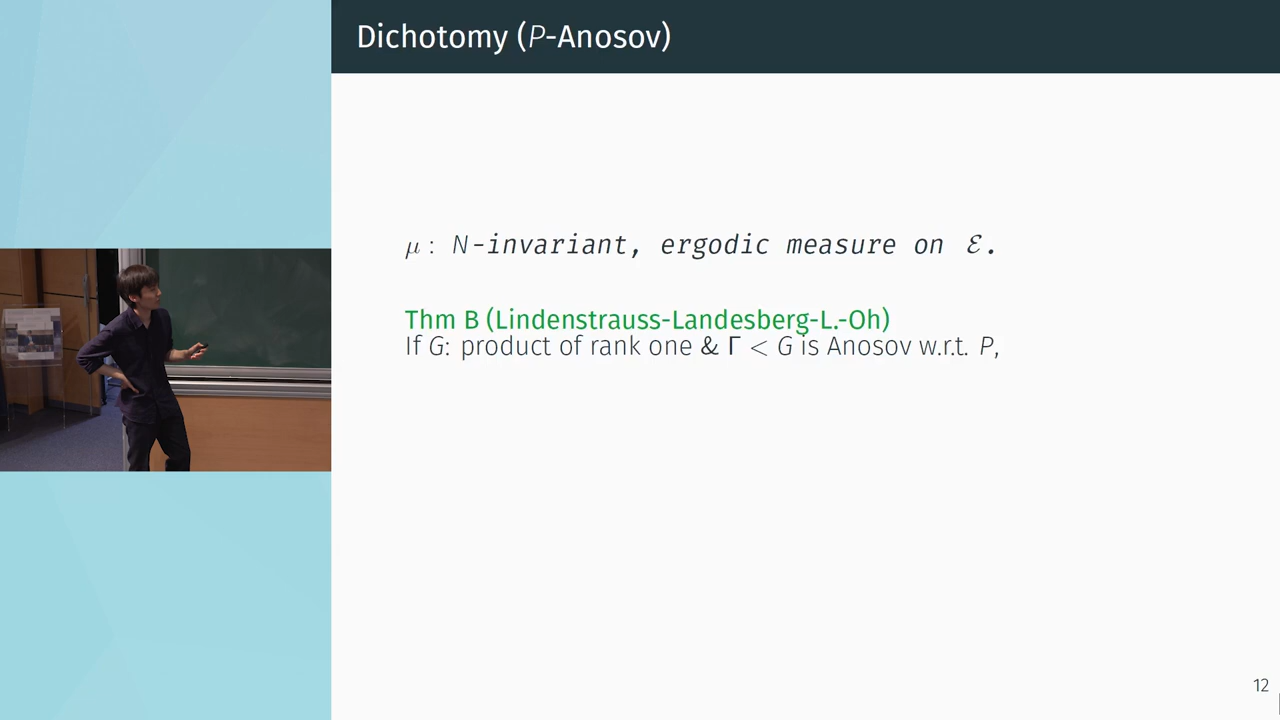 Dichotomy (P-Anosov)
μ : N-invariant, ergodic measure on ℰ.
Thm B (Lindenstrauss-Landesberg-L.-Oh)
If G: product of rank one & Γ < G is Anosov w.r.t. P,
12